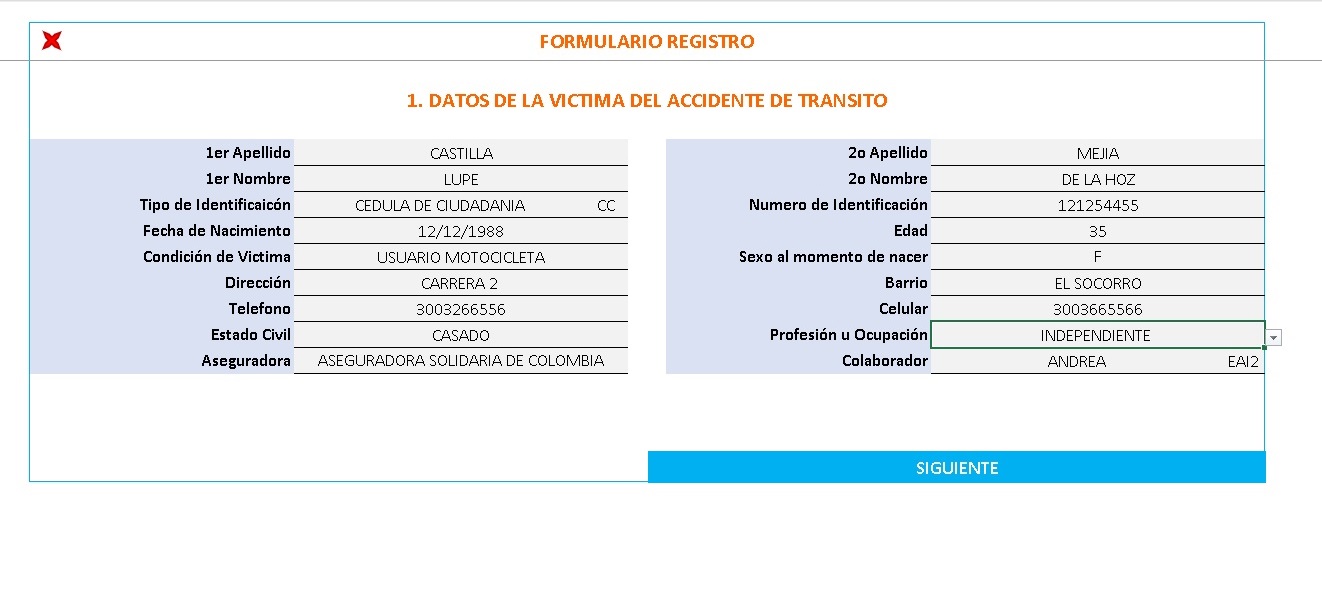 FORMULARIO REGISTRO
1. DATOS DE LA VICTIMA DEL ACCIDENTE DE TRANSITO
1er Apellido CASTILLA 2o Apellido MEJIA
1er Nombre LUPE 2o Nombre DE LA HOZ
Tipo de Identificaicón CEDULA DE CIUDADANIA CC Numero de Identificación 121254455
Fecha de Nacimiento 12/12/1988 Edad 35
Condición de Victima USUARIO MOTOCICLETA Sexo al momento de nacer F
Dirección CARRERA 2 Barrio EL SOCORRO
Telefono 3003266556 Celular 3003665566
Estado Civil CASADO Profesión u Ocupación INDEPENDIENTE
Aseguradora ASEGURADORA SOLIDARIA DE COLOMBIA Colaborador ANDREA EAI2
SIGUIENTE